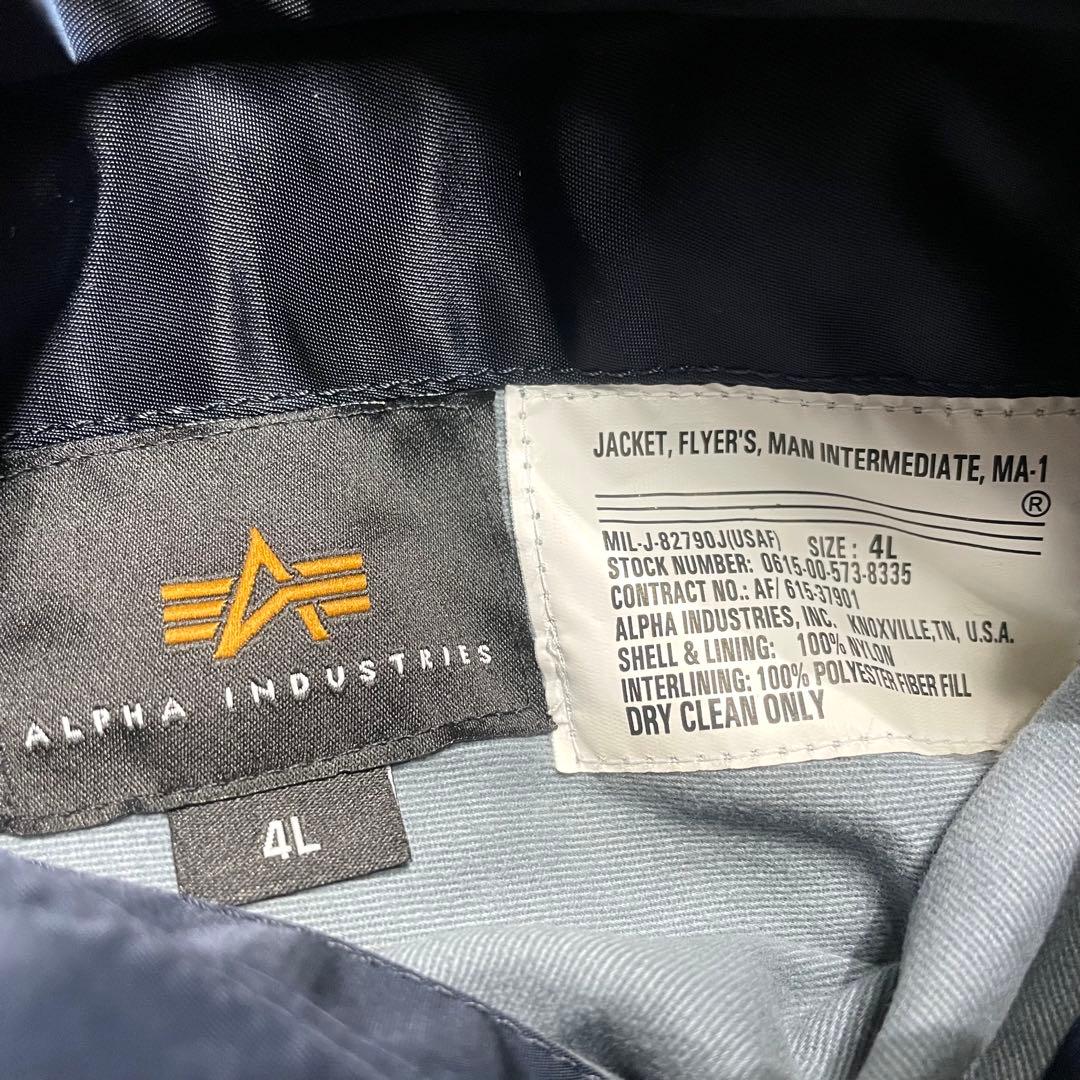 ALPHA INDUSTRIES
4L
JACKET, FLYER'S, MAN INTERMEDIATE, MA-1
®
MIL-J-82790J(USAF) SIZE: 4L
STOCK NUMBER: 0615-00-573-8335
CONTRACT NO.: AF/ 615-37901
ALPHA INDUSTRIES, INC. KNOXVILLE,TN, U.S.A.
SHELL & LINING: 100% NYLON
INTERLINING: 100% POLYESTER FIBER FILL
DRY CLEAN ONLY